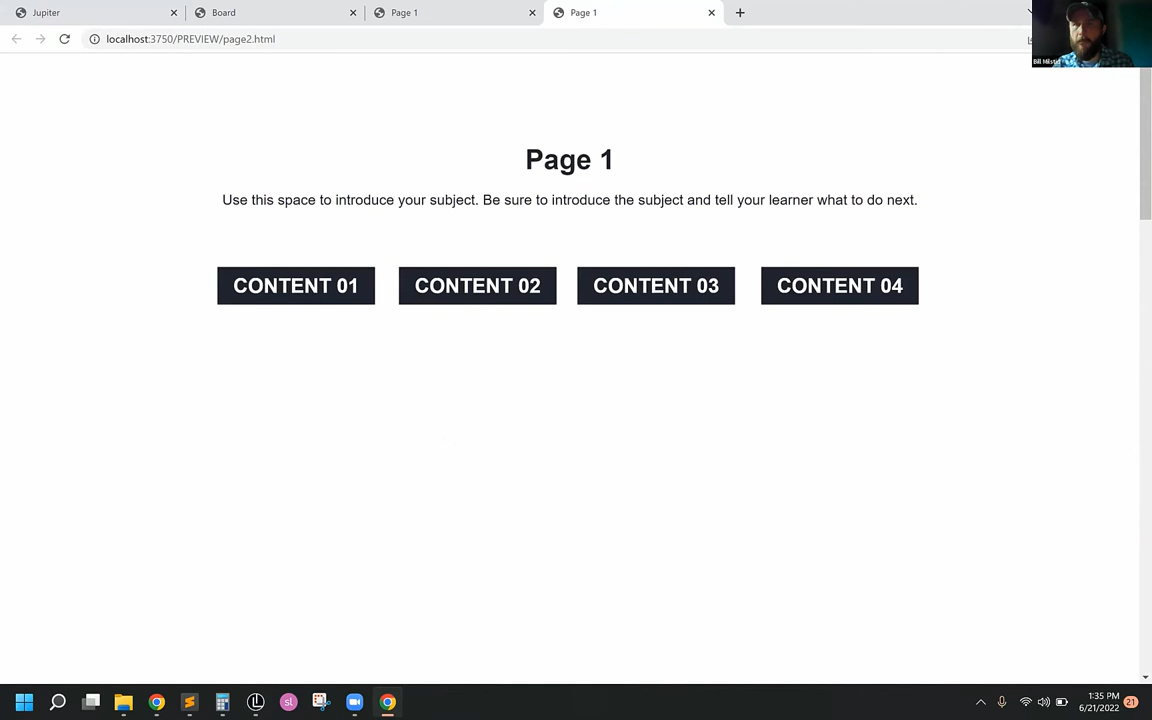 Jupiter
Board
Page 1
Page 1
localhost:3750/PREVIEW/page2.html
Page 1
Use this space to introduce your subject. Be sure to introduce the subject and tell your learner what to do next.
CONTENT 01
CONTENT 02
CONTENT 03
CONTENT 04
sl
1:35 PM
6/21/2022
21
Bill